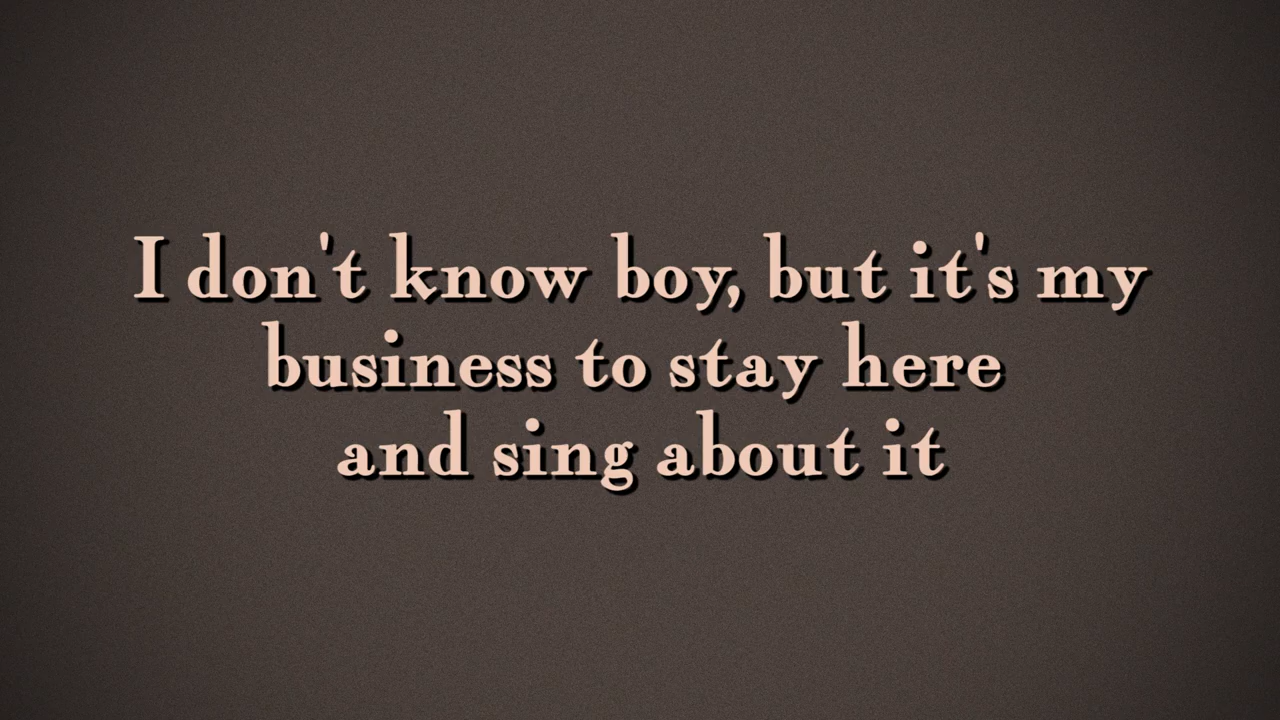 I don't know boy, but it's my
business to stay here
and sing about it